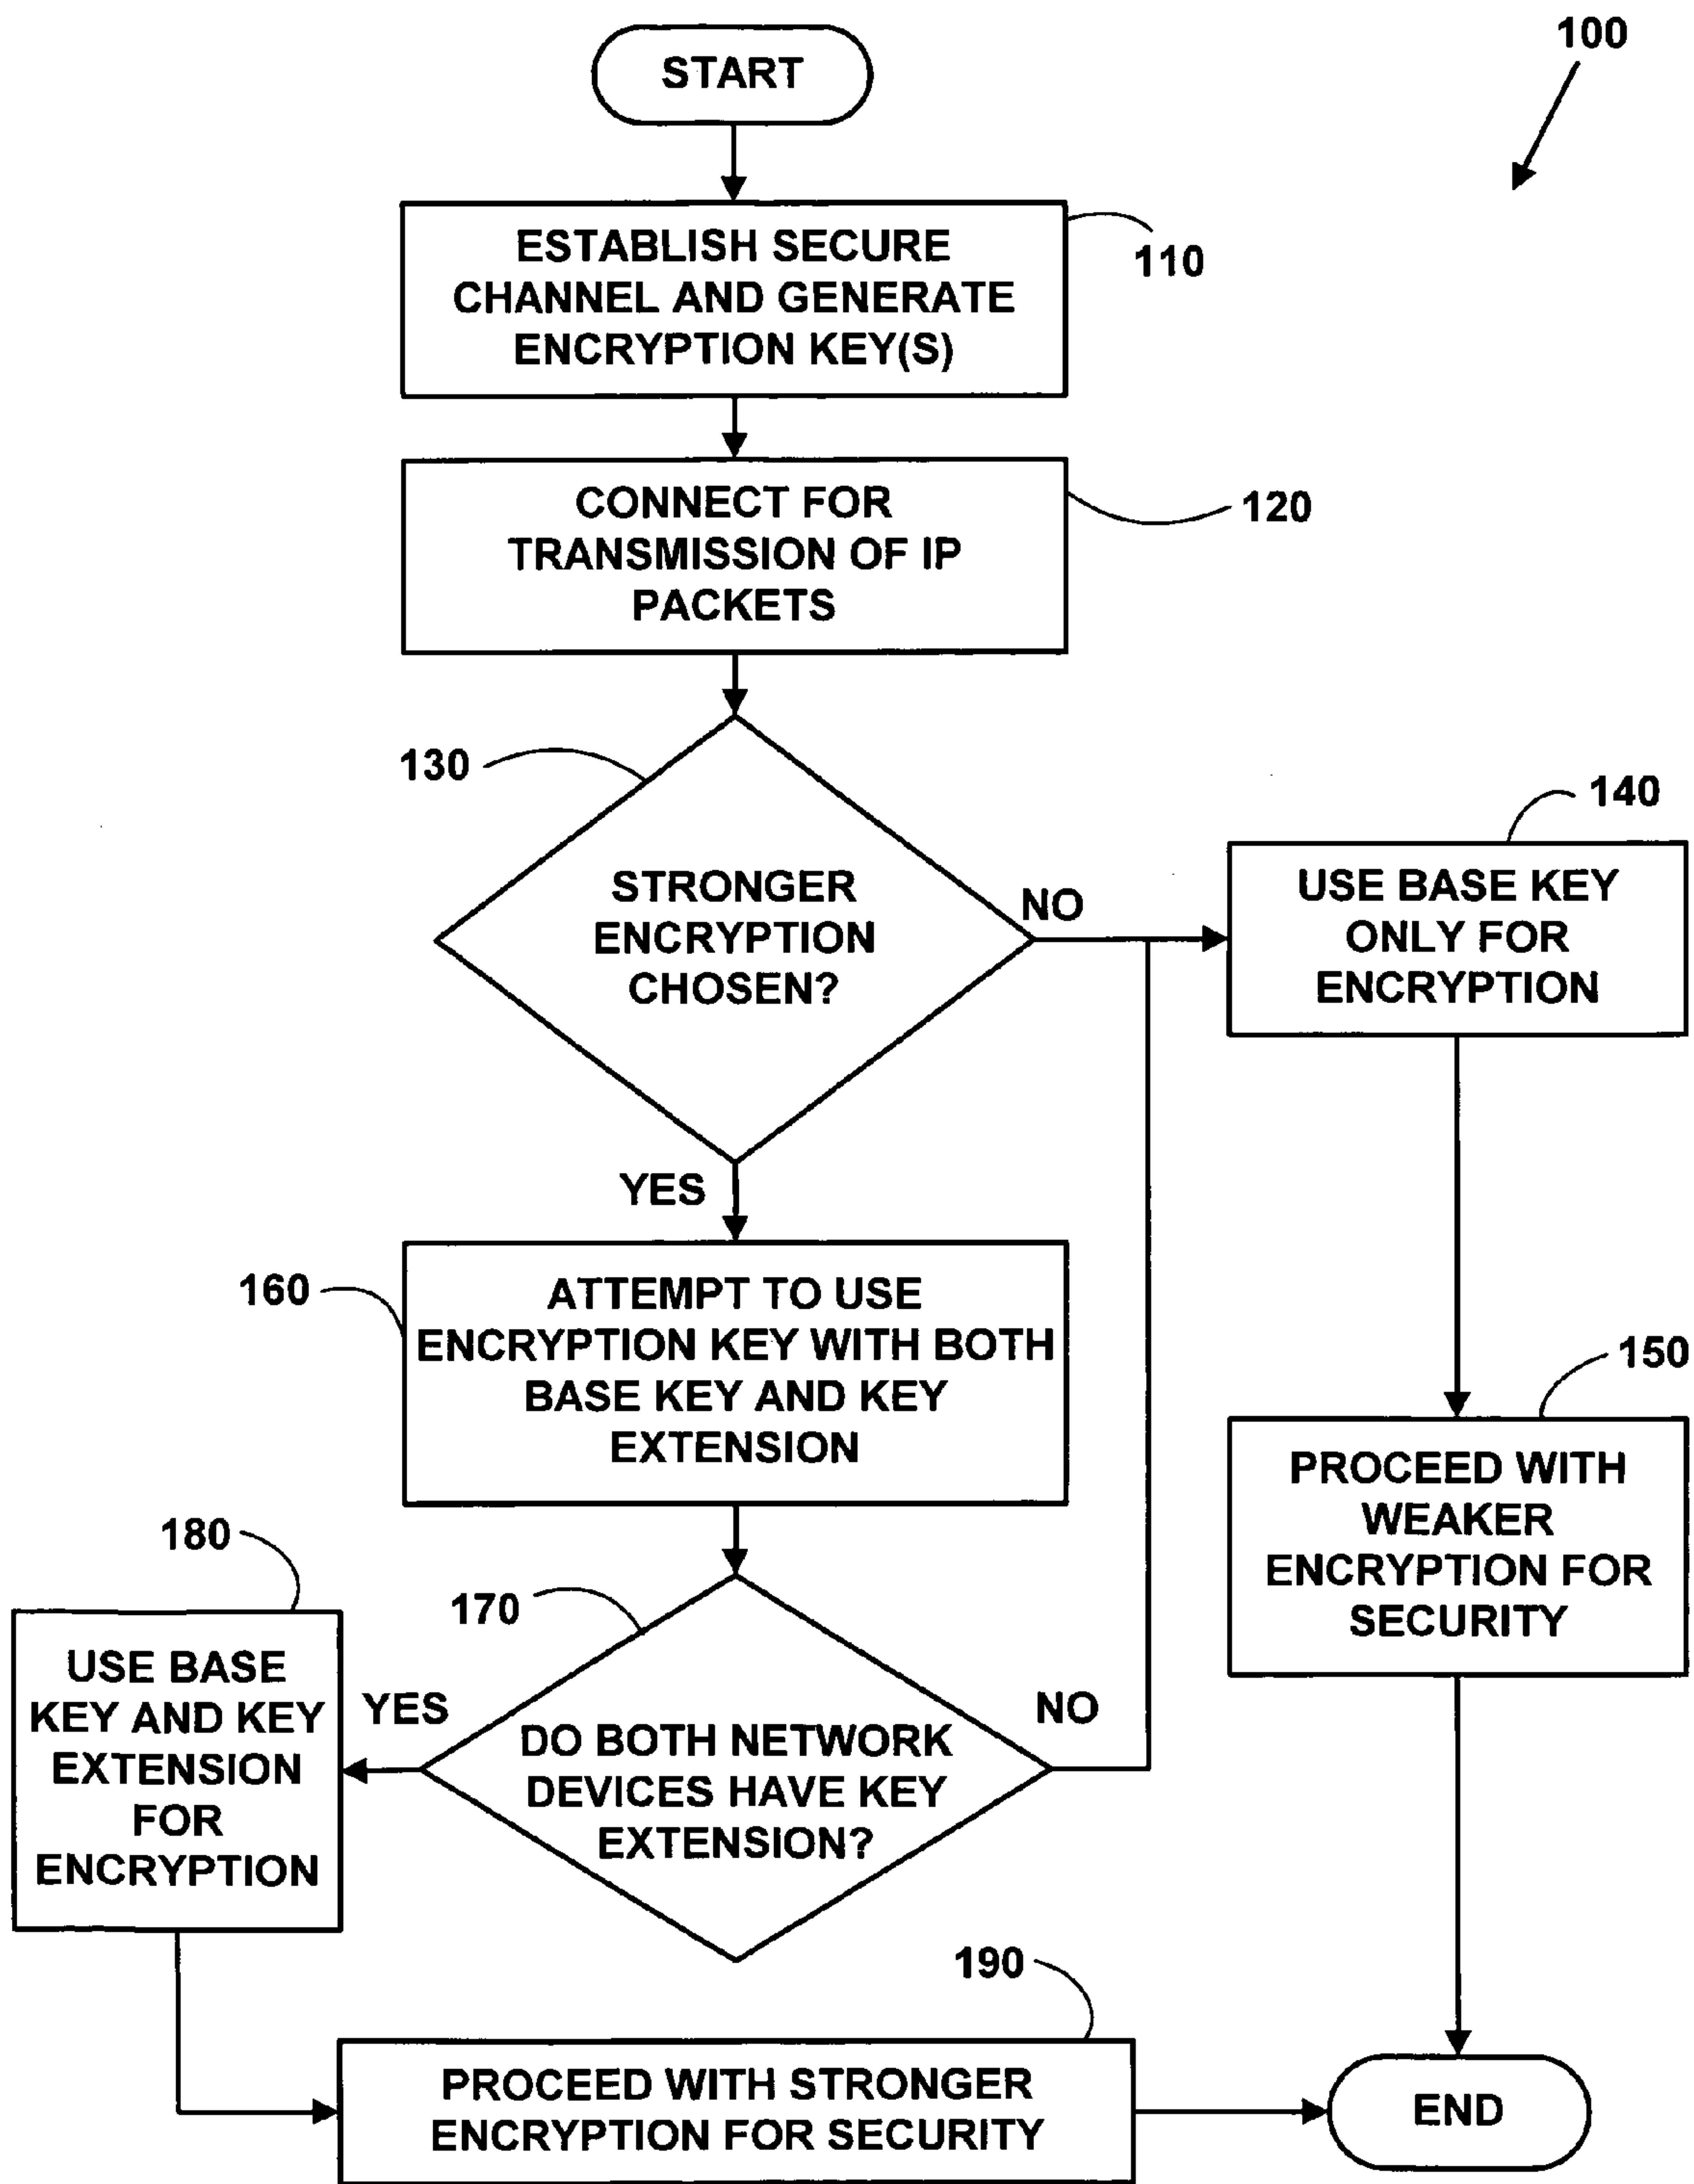 START
100
ESTABLISH SECURE
CHANNEL AND GENERATE
ENCRYPTION KEY(S)
110
CONNECT FOR
TRANSMISSION OF IP
PACKETS
120
130
STRONGER
ENCRYPTION
CHOSEN?
NO
140
USE BASE KEY
ONLY FOR
ENCRYPTION
YES
160
ATTEMPT TO USE
ENCRYPTION KEY WITH BOTH
BASE KEY AND KEY
EXTENSION
150
PROCEED WITH
WEAKER
ENCRYPTION FOR
SECURITY
180
USE BASE
KEY AND KEY
EXTENSION
FOR
ENCRYPTION
YES
170
DO BOTH NETWORK
DEVICES HAVE KEY
EXTENSION?
NO
190
PROCEED WITH STRONGER
ENCRYPTION FOR SECURITY
END